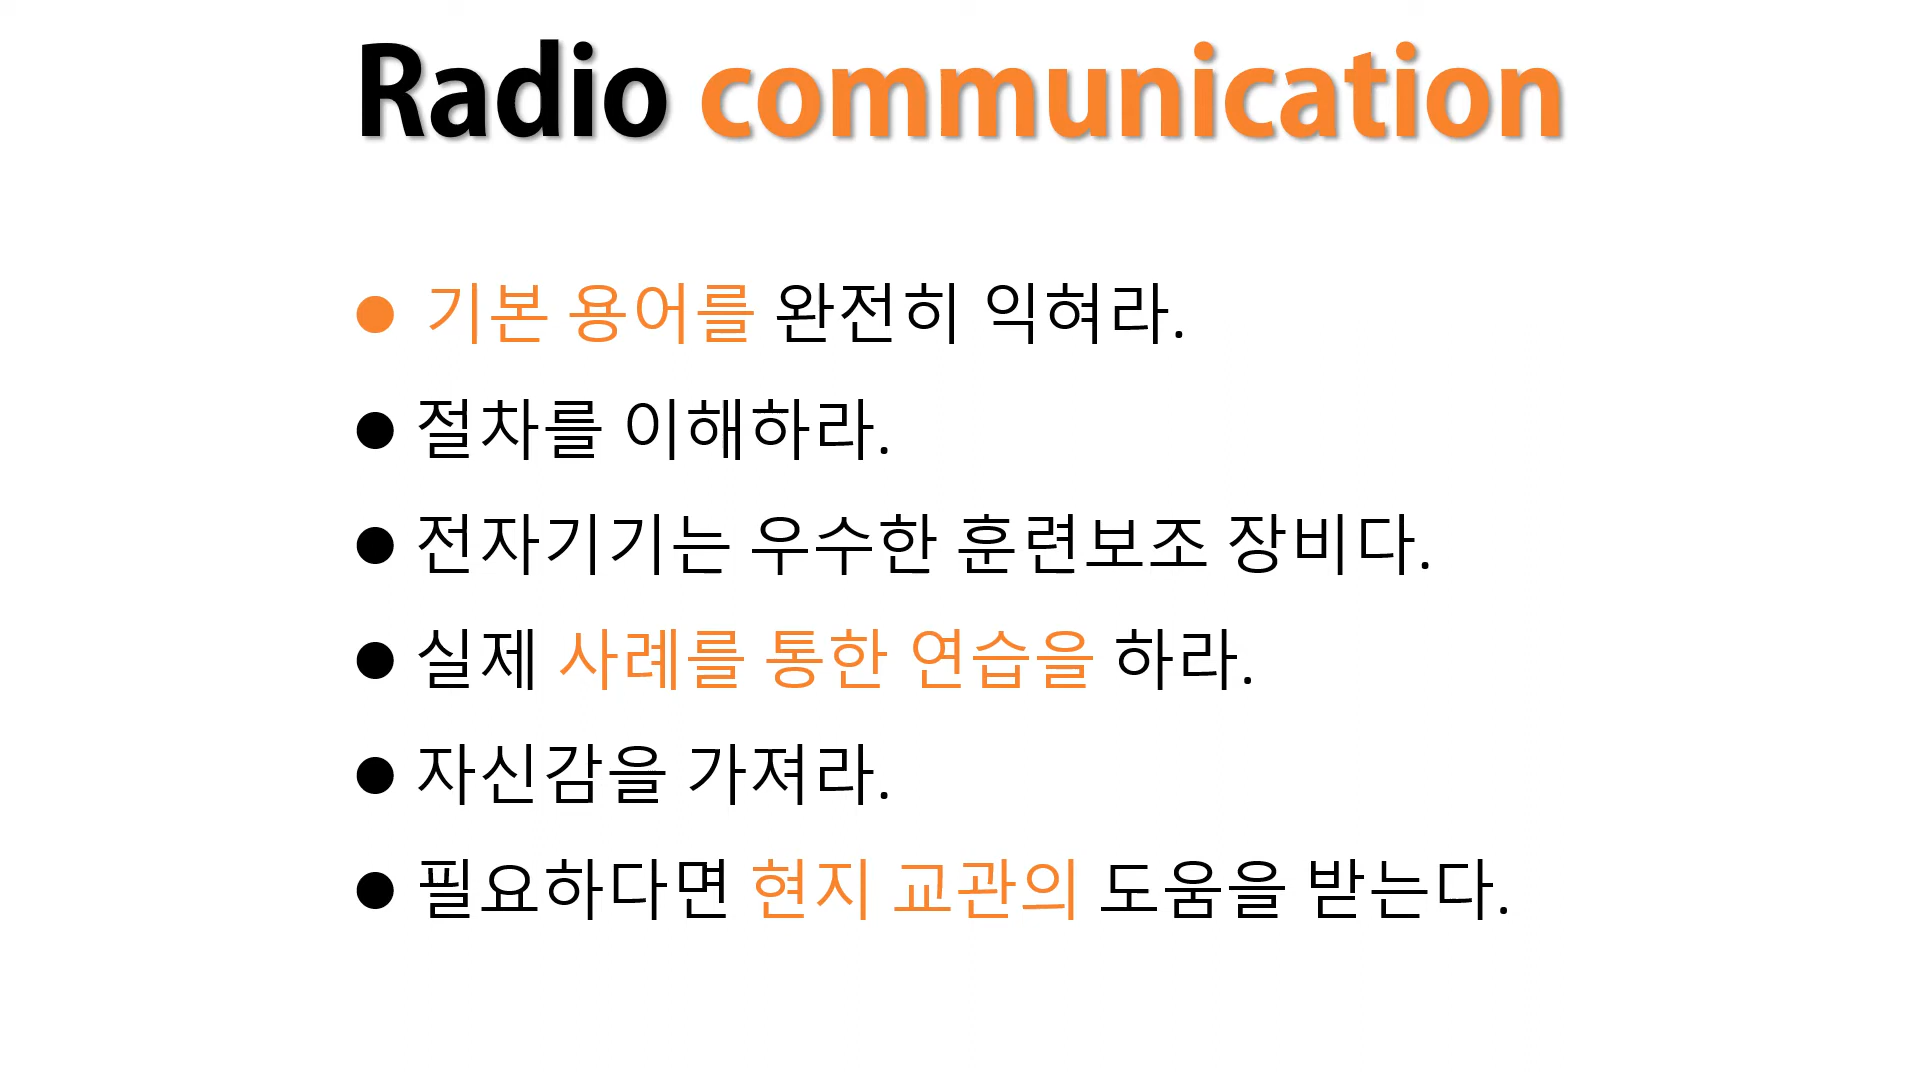 Radio communication
● 기본 용어를 완전히 익혀라.
● 절차를 이해하라.
● 전자기기는 우수한 훈련보조 장비다.
● 실제 사례를 통한 연습을 하라.
● 자신감을 가져라.
● 필요하다면 현지 교관의 도움을 받는다.